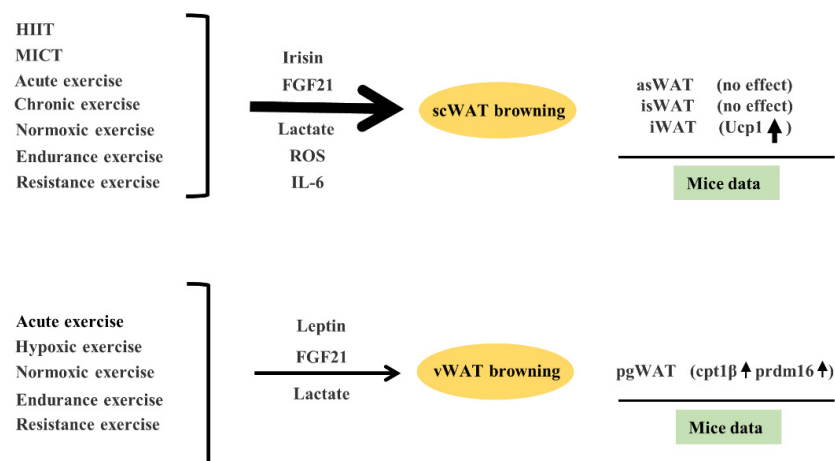 HIIT
MICT
Acute exercise
Chronic exercise
Normoxic exercise
Endurance exercise
Resistance exercise
Irisin
FGF21
Lactate
ROS
IL-6
scWAT browning
asWAT (no effect)
isWAT (no effect)
iWAT (Ucp1 )
Mice data
Acute exercise
Hypoxic exercise
Normoxic exercise
Endurance exercise
Resistance exercise
Leptin
FGF21
Lactate
vWAT browning
pgWAT (cpt1β prdm16 )
Mice data